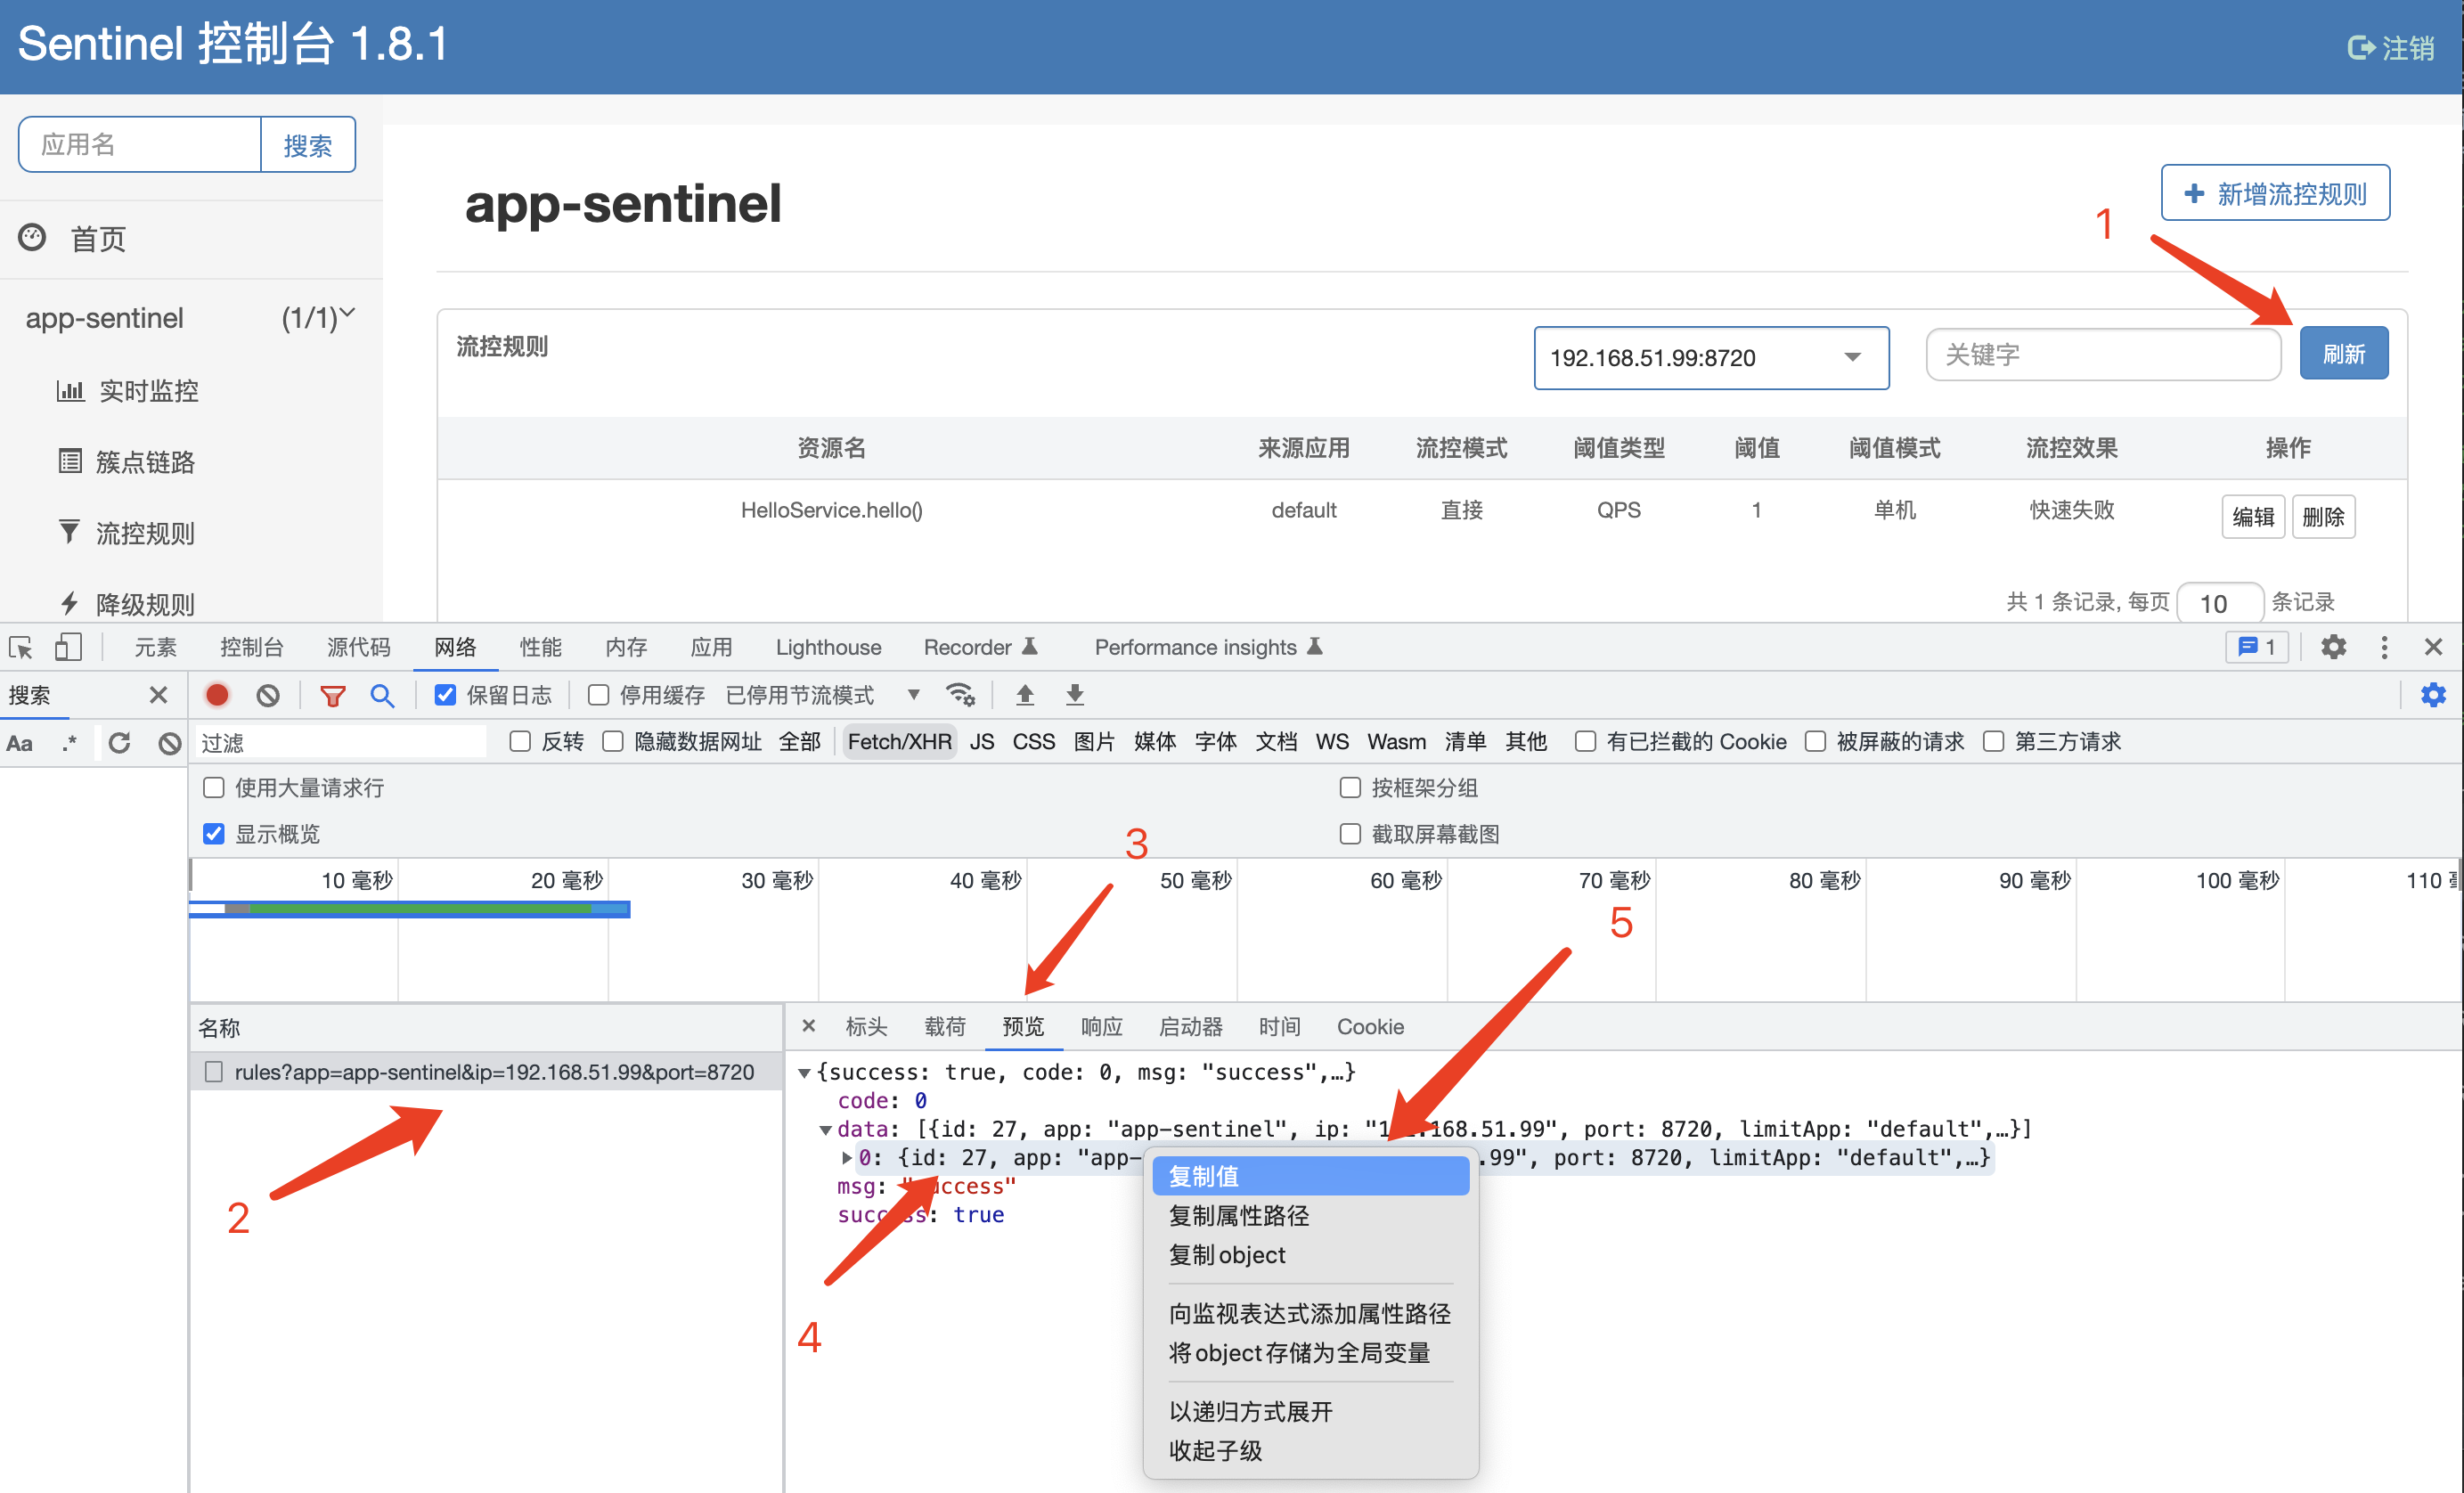 Sentinel 控制台 1.8.1
注销
应用名
搜索
首页
app-sentinel (1/1)
实时监控
簇点链路
流控规则
降级规则
app-sentinel
新增流控规则
1
流控规则
192.168.51.99:8720
关键字
刷新
资源名 来源应用 流控模式 阈值类型 阈值 阈值模式 流控效果 操作
HelloService.hello() default 直接 QPS 1 单机 快速失败 编辑 删除
共 1 条记录, 每页 10 条记录
元素 控制台 源代码 网络 性能 内存 应用 Lighthouse Recorder Performance insights 1
搜索
保留日志 停用缓存 已停用节流模式
Aa .*
过滤 反转 隐藏数据网址 全部 Fetch/XHR JS CSS 图片 媒体 字体 文档 WS Wasm 清单 其他 有已拦截的 Cookie 被屏蔽的请求 第三方请求
使用大量请求行 按框架分组
显示概览 截取屏幕截图
3
10 毫秒 20 毫秒 30 毫秒 40 毫秒 50 毫秒 60 毫秒 70 毫秒 80 毫秒 90 毫秒 100 毫秒 110
5
名称
标头 载荷 预览 响应 启动器 时间 Cookie
rules?app=app-sentinel&ip=192.168.51.99&port=8720
2
{success: true, code: 0, msg: "success",…}
code: 0
data: [{id: 27, app: "app-sentinel", ip: "1 .168.51.99", port: 8720, limitApp: "default",…}]
0: {id: 27, app: "app- .99", port: 8720, limitApp: "default",…}
msg: "success"
success: true
4
复制值
复制属性路径
复制object
向监视表达式添加属性路径
将object存储为全局变量
以递归方式展开
收起子级